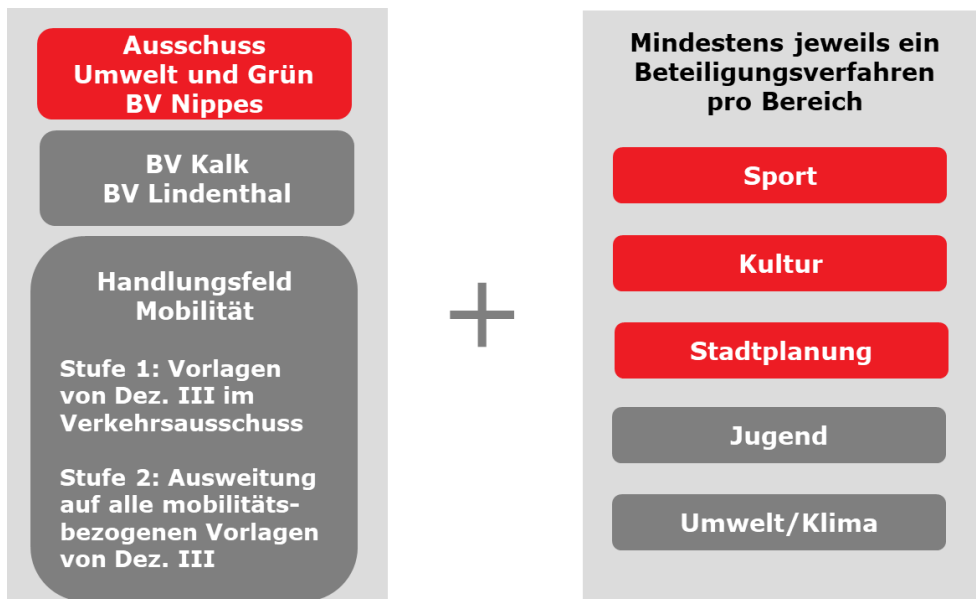 Ausschuss
Umwelt und Grün
BV Nippes
BV Kalk
BV Lindenthal
Handlungsfeld
Mobilität
Stufe 1: Vorlagen
von Dez. III im
Verkehrsausschuss
Stufe 2: Ausweitung
auf alle mobilitäts-
bezogenen Vorlagen
von Dez. III
+
Mindestens jeweils ein
Beteiligungsverfahren
pro Bereich
Sport
Kultur
Stadtplanung
Jugend
Umwelt/Klima